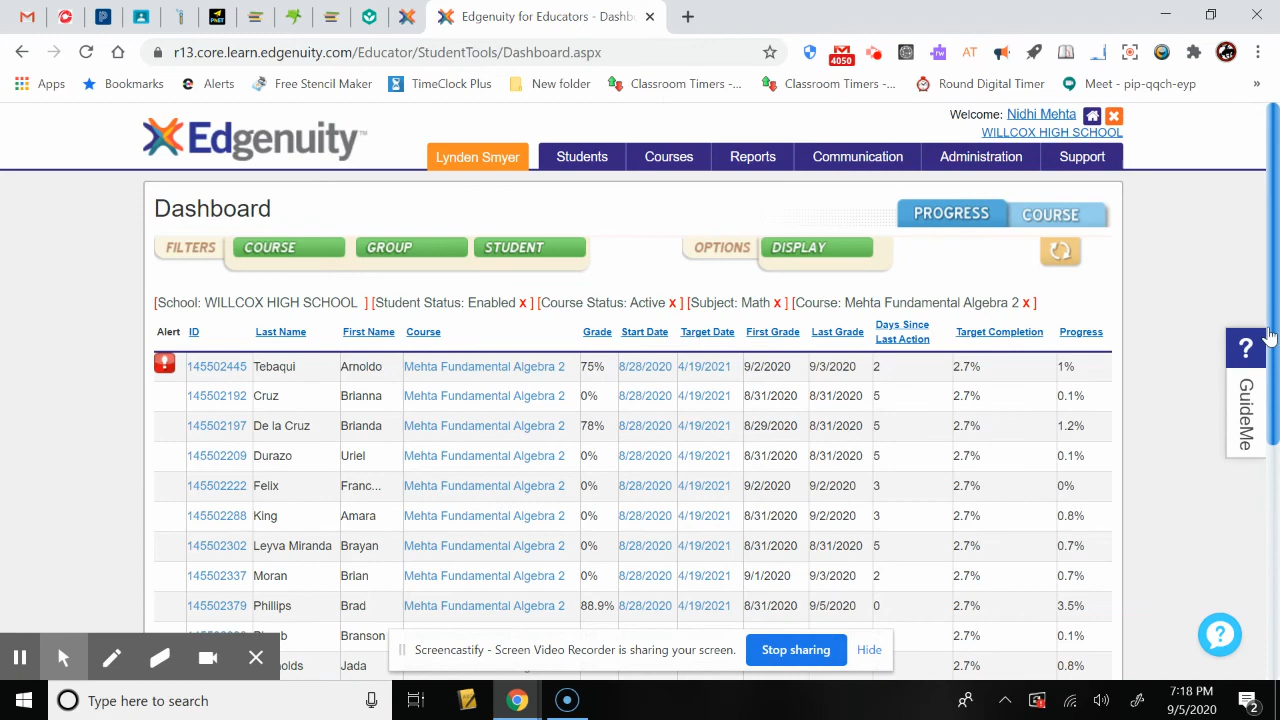 Edgenuity for Educators - Dashb
r13.core.learn.edgenuity.com/Educator/StudentTools/Dashboard.aspx
4050
rw
AT
Apps Bookmarks Alerts Free Stencil Maker TimeClock Plus New folder Classroom Timers -... Classroom Timers -... Round Digital Timer Meet - pip-qqch-eyp
Welcome: Nidhi Mehta
WILLCOX HIGH SCHOOL
Edgenuity
Lynden Smyer Students Courses Reports Communication Administration Support
Dashboard
PROGRESS COURSE
FILTERS COURSE GROUP STUDENT OPTIONS DISPLAY
[School: WILLCOX HIGH SCHOOL ] [Student Status: Enabled x ] [Course Status: Active x ] [Subject: Math x ] [Course: Mehta Fundamental Algebra 2 x ]
Alert ID Last Name First Name Course Grade Start Date Target Date First Grade Last Grade Days Since Last Action Target Completion Progress
145502445 Tebaqui Arnoldo Mehta Fundamental Algebra 2 75% 8/28/2020 4/19/2021 9/2/2020 9/3/2020 2 2.7% 1%
145502192 Cruz Brianna Mehta Fundamental Algebra 2 0% 8/28/2020 4/19/2021 8/31/2020 8/31/2020 5 2.7% 0.1%
145502197 De la Cruz Brianda Mehta Fundamental Algebra 2 78% 8/28/2020 4/19/2021 8/29/2020 8/31/2020 5 2.7% 1.2%
145502209 Durazo Uriel Mehta Fundamental Algebra 2 0% 8/28/2020 4/19/2021 8/31/2020 8/31/2020 5 2.7% 0.1%
145502222 Felix Franc... Mehta Fundamental Algebra 2 0% 8/28/2020 4/19/2021 9/2/2020 9/2/2020 3 2.7% 0%
145502288 King Amara Mehta Fundamental Algebra 2 0% 8/28/2020 4/19/2021 8/31/2020 9/2/2020 3 2.7% 0.8%
145502302 Leyva Miranda Brayan Mehta Fundamental Algebra 2 0% 8/28/2020 4/19/2021 8/31/2020 8/31/2020 5 2.7% 0.7%
145502337 Moran Brian Mehta Fundamental Algebra 2 0% 8/28/2020 4/19/2021 9/1/2020 9/3/2020 2 2.7% 0.7%
145502379 Phillips Brad Mehta Fundamental Algebra 2 88.9% 8/28/2020 4/19/2021 8/31/2020 9/5/2020 0 2.7% 3.5%
Branson 2.7% 0.1%
Jada 2.7% 0.8%
? GuideMe
Screencastify - Screen Video Recorder is sharing your screen. Stop sharing Hide
Type here to search
7:18 PM
9/5/2020
2